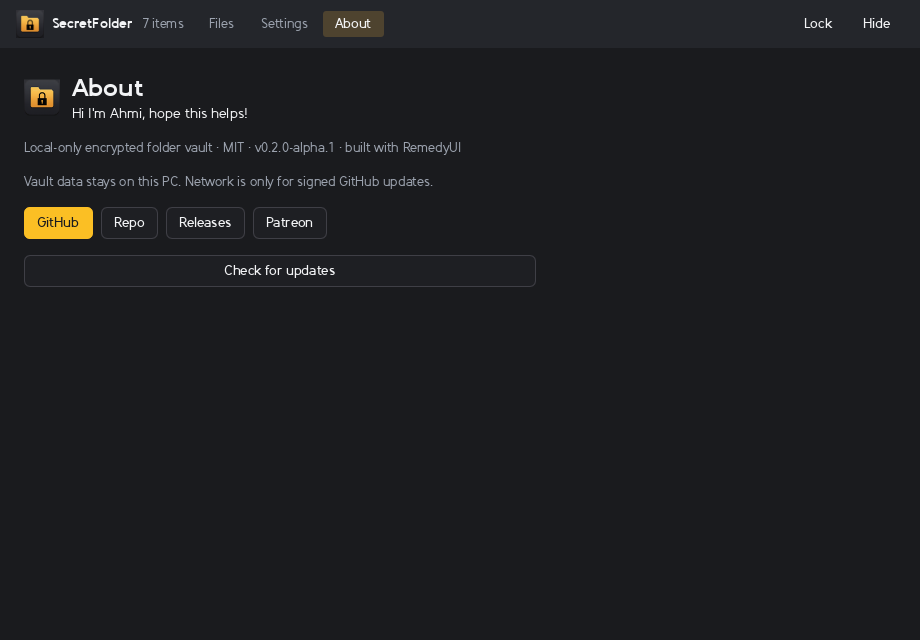 SecretFolder 7 items Files Settings About Lock Hide
About
Hi I'm Ahmi, hope this helps!
Local-only encrypted folder vault · MIT · v0.2.0-alpha.1 · built with RemedyUI
Vault data stays on this PC. Network is only for signed GitHub updates.
GitHub Repo Releases Patreon
Check for updates